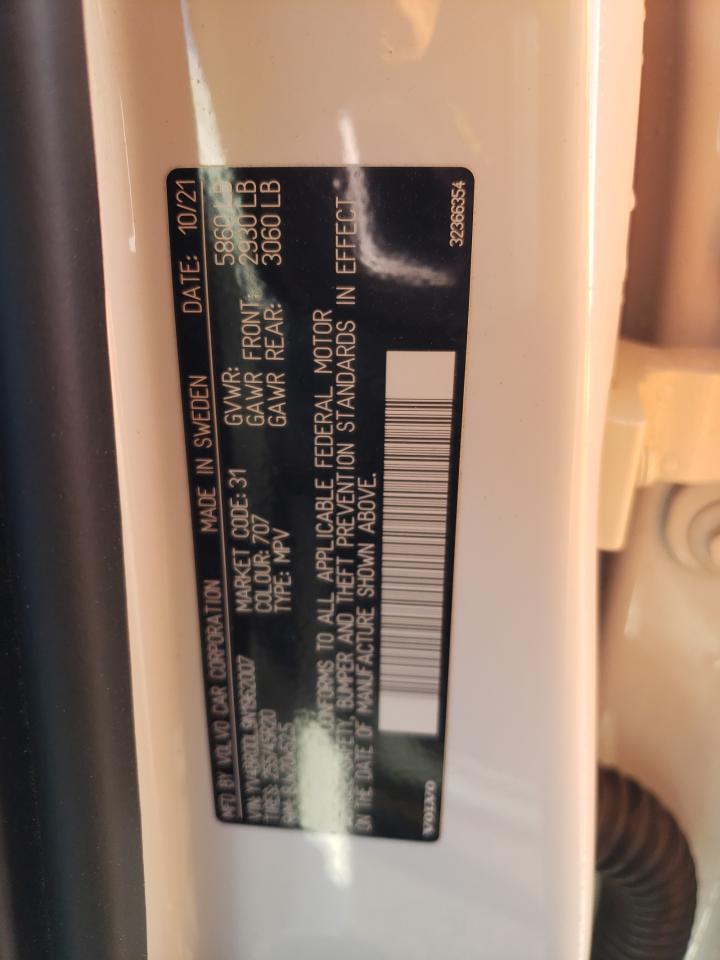 MFD BY VOLVO CAR CORPORATION MADE IN SWEDEN DATE: 10/21
MARKET CODE: 31 GVWR: 5860 LB
COLOUR: 707 GAWR FRONT: 2930 LB
TYPE: MPV GAWR REAR: 3060 LB
CONFORMS TO ALL APPLICABLE FEDERAL MOTOR
BUMPER AND THEFT PREVENTION STANDARDS IN EFFECT
ON THE DATE OF MANUFACTURE SHOWN ABOVE.
VOLVO 32366354